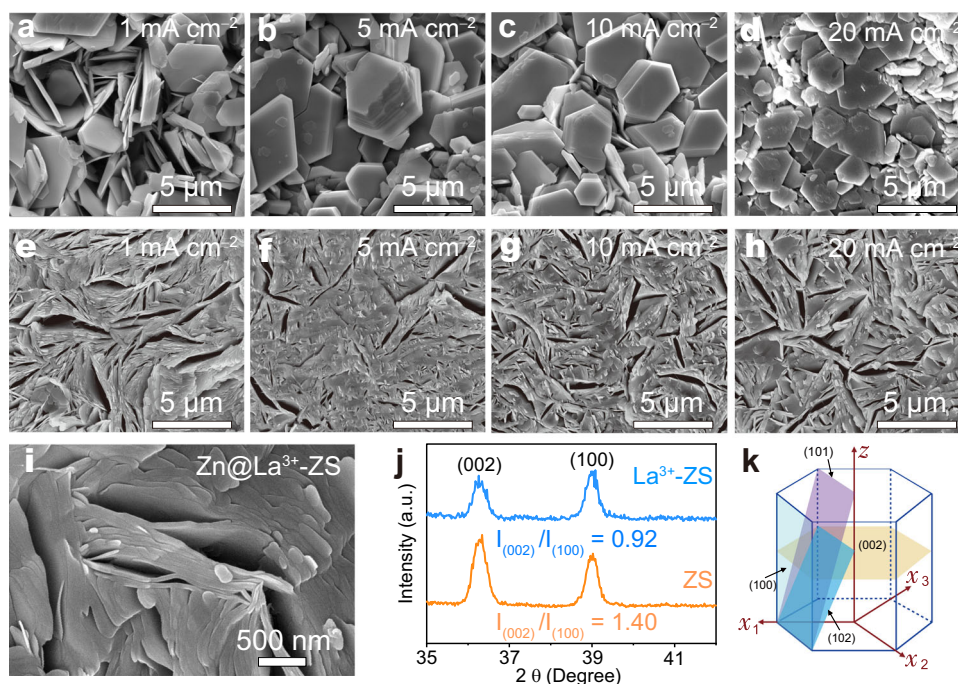 a 1 mA cm⁻²
5 µm
b 5 mA cm⁻²
5 µm
c 10 mA cm⁻²
5 µm
d 20 mA cm⁻²
5 µm
e 1 mA cm⁻²
5 µm
f 5 mA cm⁻²
5 µm
g 10 mA cm⁻²
5 µm
h 20 mA cm⁻²
5 µm
i Zn@La³⁺-ZS
500 nm
j
(002) (100)
La³⁺-ZS
I₍₀₀₂₎/I₍₁₀₀₎ = 0.92
ZS
I₍₀₀₂₎/I₍₁₀₀₎ = 1.40
Intensity (a.u.)
35 37 39 41
2 θ (Degree)
k
(101)
z
(002)
(100)
x₃
x₁
(102)
x₂